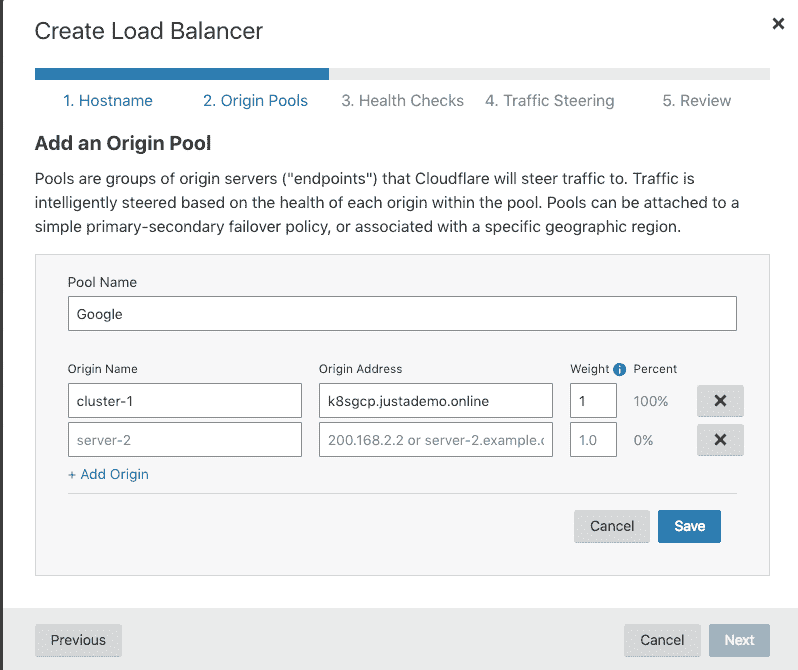 Create Load Balancer
1. Hostname 2. Origin Pools 3. Health Checks 4. Traffic Steering 5. Review
Add an Origin Pool
Pools are groups of origin servers ("endpoints") that Cloudflare will steer traffic to. Traffic is
intelligently steered based on the health of each origin within the pool. Pools can be attached to a
simple primary-secondary failover policy, or associated with a specific geographic region.
Pool Name
Google
Origin Name Origin Address Weight Percent
cluster-1 k8sgcp.justademo.online 1 100%
server-2 200.168.2.2 or server-2.example.c 1.0 0%
+ Add Origin
Cancel Save
Previous Cancel Next